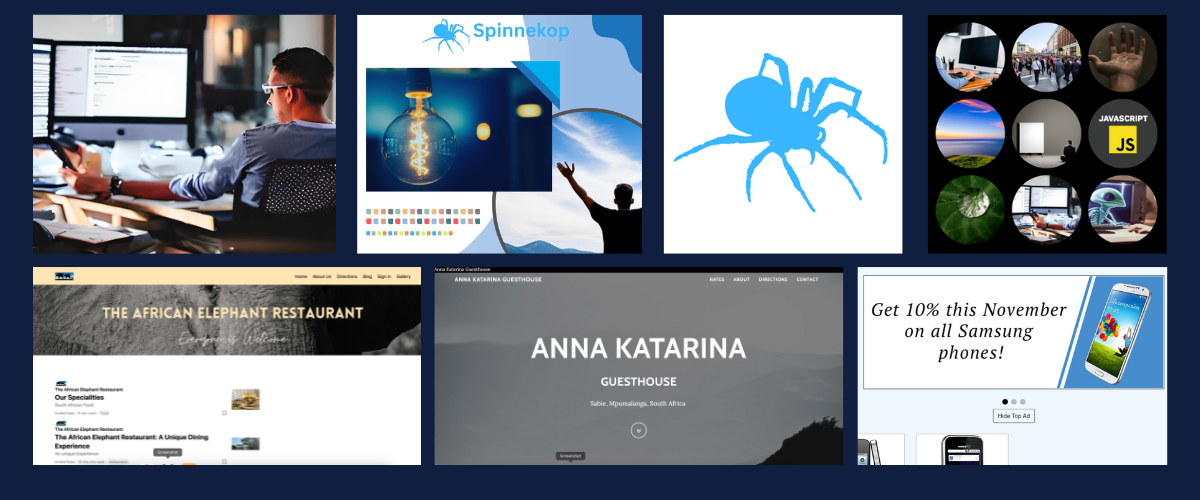 Spinnekop
JAVASCRIPT
JS
Home About Us Directions Blog Sign in Gallery
THE AFRICAN ELEPHANT RESTAURANT
Everyone is Welcome
The African Elephant Restaurant
Our Specialities
South African Food
The African Elephant Restaurant
The African Elephant Restaurant: A Unique Dining
Experience
An unique Experience
Screenshot
Anna Katarina Guesthouse
ANNA KATARINA GUESTHOUSE
RATES ABOUT DIRECTIONS CONTACT
ANNA KATARINA
GUESTHOUSE
Sabie, Mpumalanga, South Africa
Screenshot
Get 10% this November
on all Samsung
phones!
Hide Top Ad